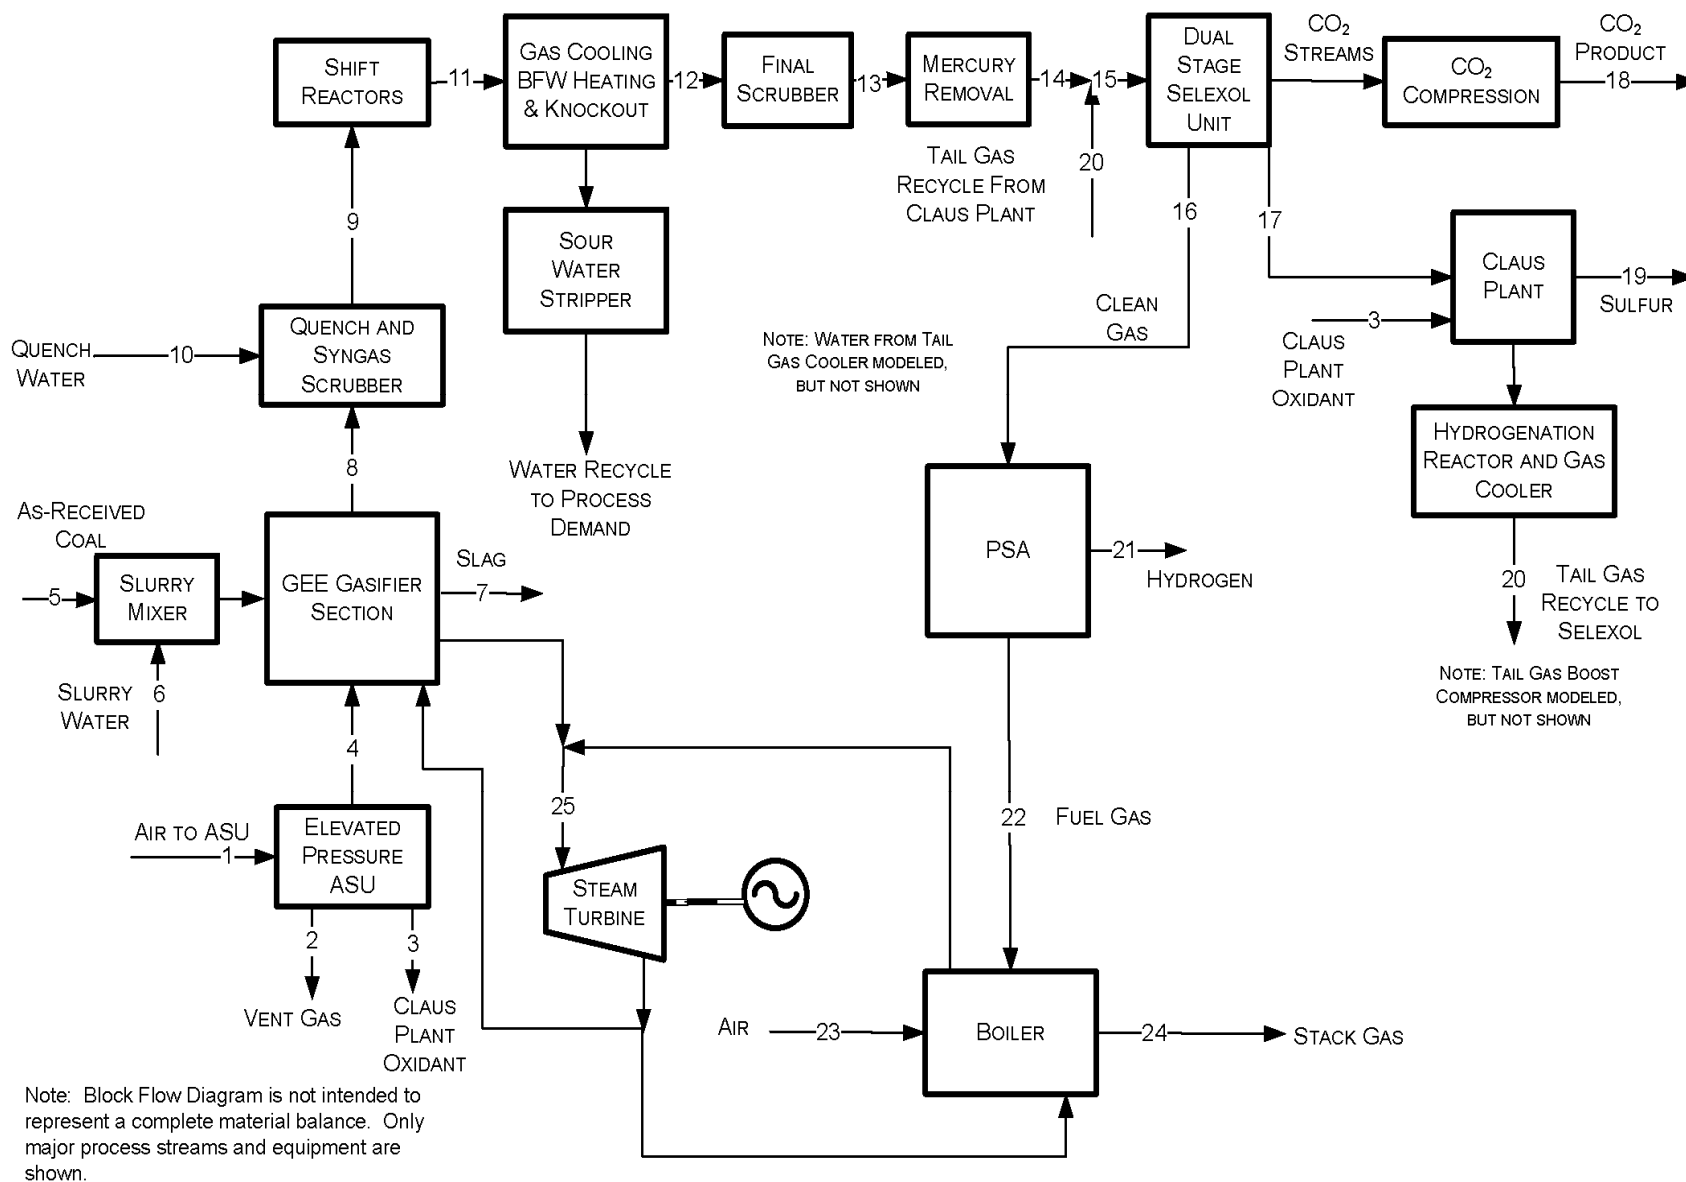 SHIFT
REACTORS
11
GAS COOLING
BFW HEATING
& KNOCKOUT
12
FINAL
SCRUBBER
13
MERCURY
REMOVAL
14
15
DUAL
STAGE
SELEXOL
UNIT
CO2
STREAMS
CO2
COMPRESSION
CO2
PRODUCT
18
20
TAIL GAS
RECYCLE FROM
CLAUS PLANT
16
17
9
SOUR
WATER
STRIPPER
CLAUS
PLANT
19
SULFUR
CLEAN
GAS
3
CLAUS
PLANT
OXIDANT
NOTE: WATER FROM TAIL
GAS COOLER MODELED,
BUT NOT SHOWN
QUENCH
WATER
10
QUENCH AND
SYNGAS
SCRUBBER
8
WATER RECYCLE
TO PROCESS
DEMAND
HYDROGENATION
REACTOR AND GAS
COOLER
AS-RECEIVED
COAL
5
SLURRY
MIXER
GEE GASIFIER
SECTION
SLAG
7
PSA
21
HYDROGEN
20
TAIL GAS
RECYCLE TO
SELEXOL
SLURRY
WATER
6
NOTE: TAIL GAS BOOST
COMPRESSOR MODELED,
BUT NOT SHOWN
4
25
22
FUEL GAS
AIR TO ASU
1
ELEVATED
PRESSURE
ASU
STEAM
TURBINE
2
3
VENT GAS
CLAUS
PLANT
OXIDANT
AIR
23
BOILER
24
STACK GAS
Note: Block Flow Diagram is not intended to
represent a complete material balance. Only
major process streams and equipment are
shown.